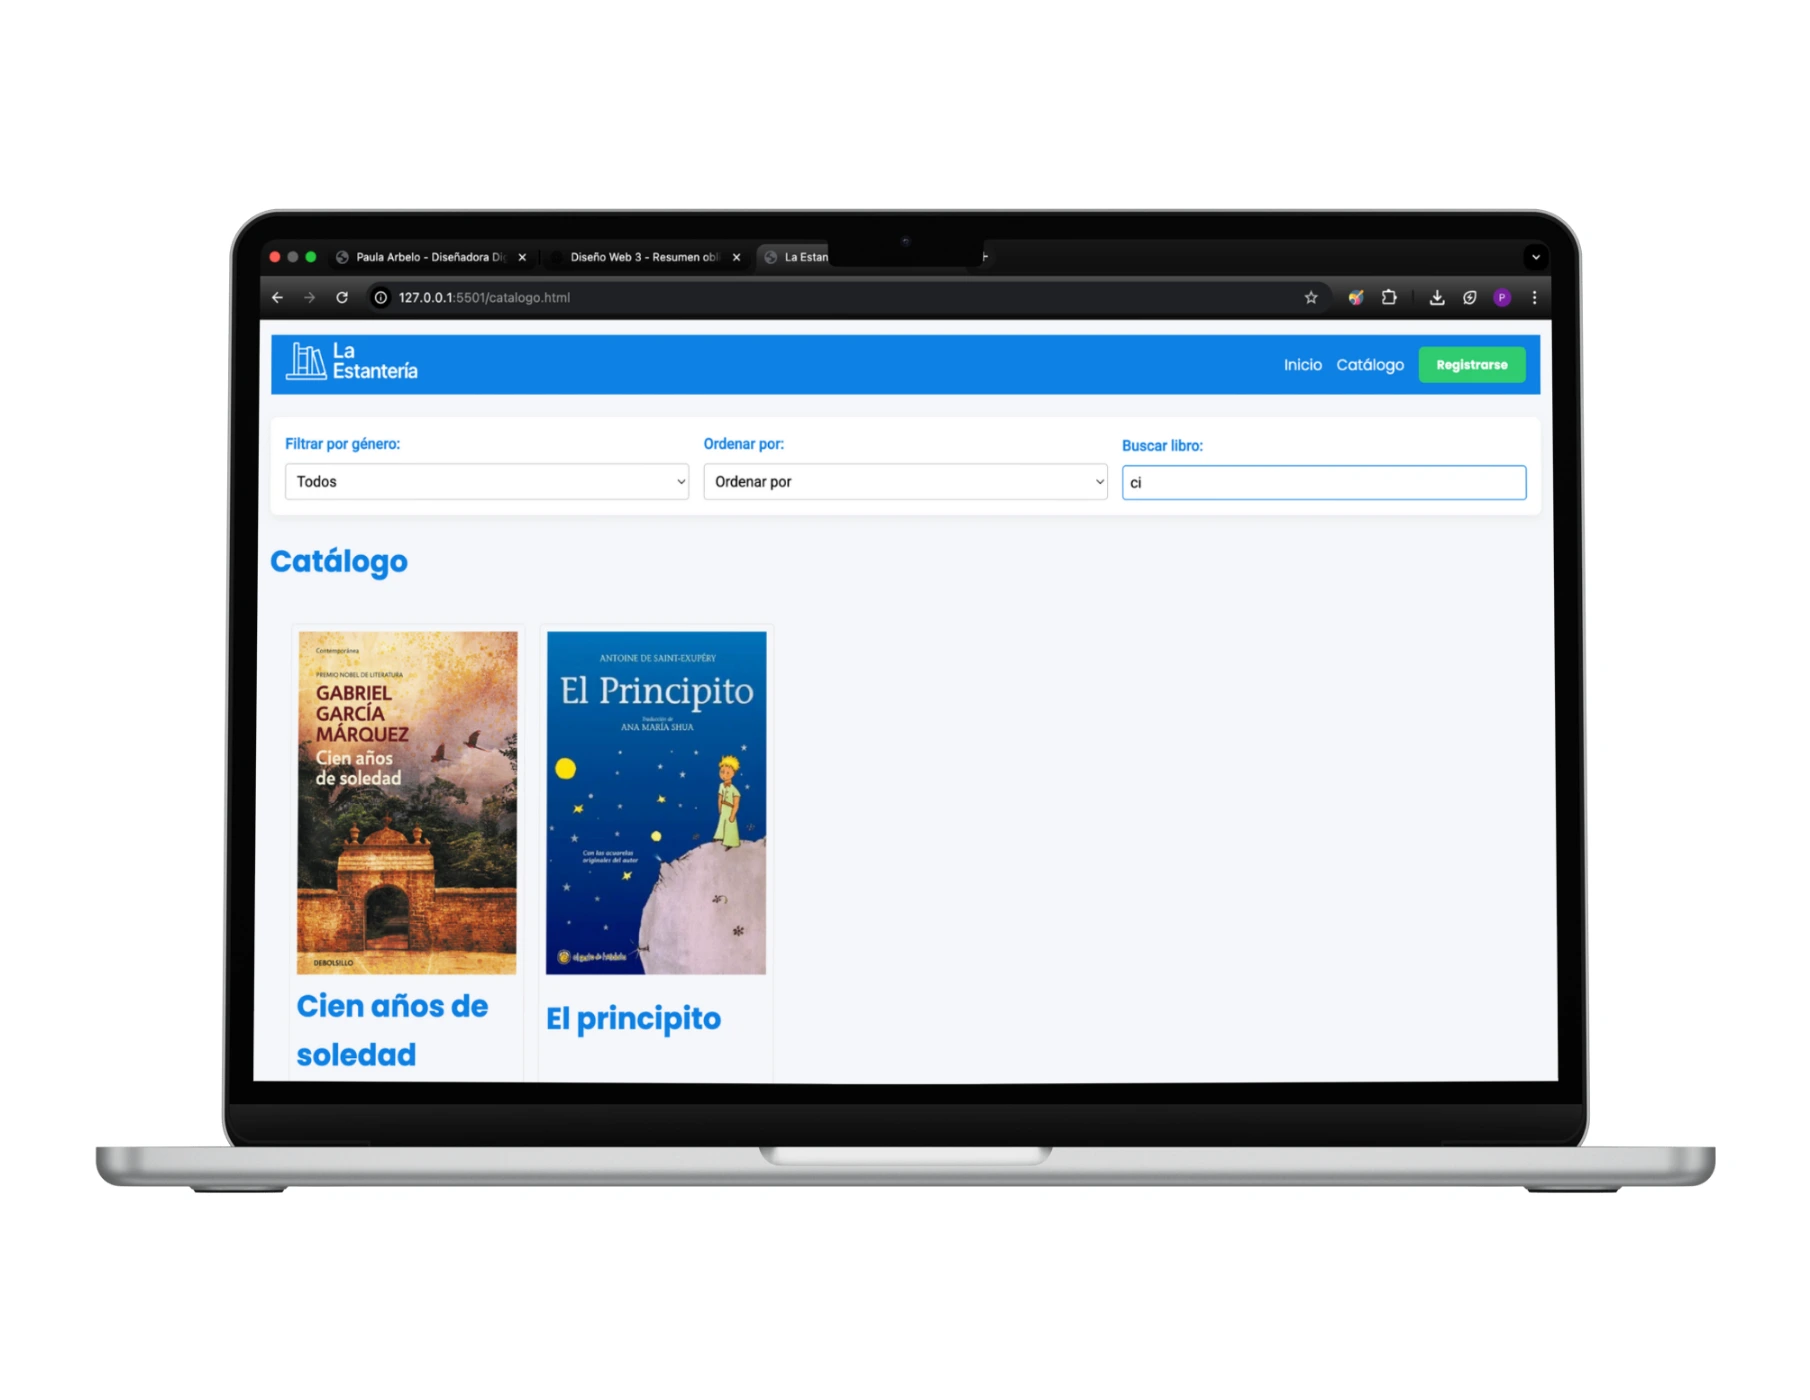 Paula Arbelo - Diseñadora Di
Diseño Web 3 - Resumen obl
La Estan
127.0.0.1:5501/catalogo.html
P
La
Estantería
Inicio
Catálogo
Registrarse
Filtrar por género:
Ordenar por:
Buscar libro:
Todos
Ordenar por
ci
Catálogo
Contemporánea
PREMIO NOBEL DE LITERATURA
GABRIEL
GARCÍA
MÁRQUEZ
Cien años
de soledad
DEBOLSILLO
ANTOINE DE SAINT-EXUPÉRY
El Principito
Traducción de
ANA MARÍA SHUA
Con las acuarelas
originales del autor
Cien años de
soledad
El principito